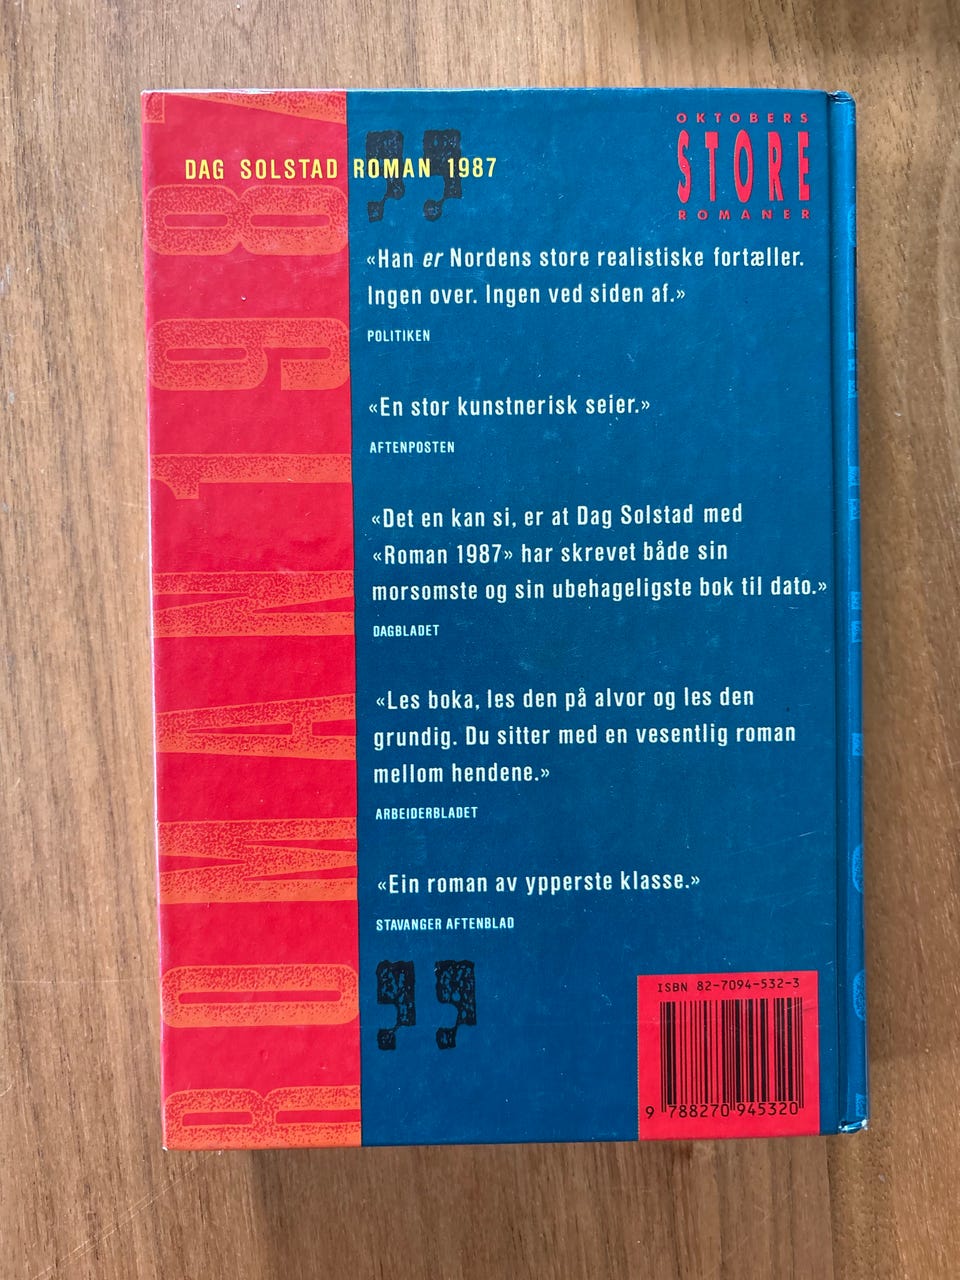 DAG SOLSTAD ROMAN 1987
OKTOBERS
STORE
ROMANER
«Han er Nordens store realistiske fortæller.
Ingen over. Ingen ved siden af.»
POLITIKEN
«En stor kunstnerisk seier.»
AFTENPOSTEN
«Det en kan si, er at Dag Solstad med
«Roman 1987» har skrevet både sin
morsomste og sin ubehageligste bok til dato.»
DAGBLADET
«Les boka, les den på alvor og les den
grundig. Du sitter med en vesentlig roman
mellom hendene.»
ARBEIDERBLADET
«Ein roman av ypperste klasse.»
STAVANGER AFTENBLAD
ISBN 82-7094-532-3
9 788270 945320
ROMAN 1987